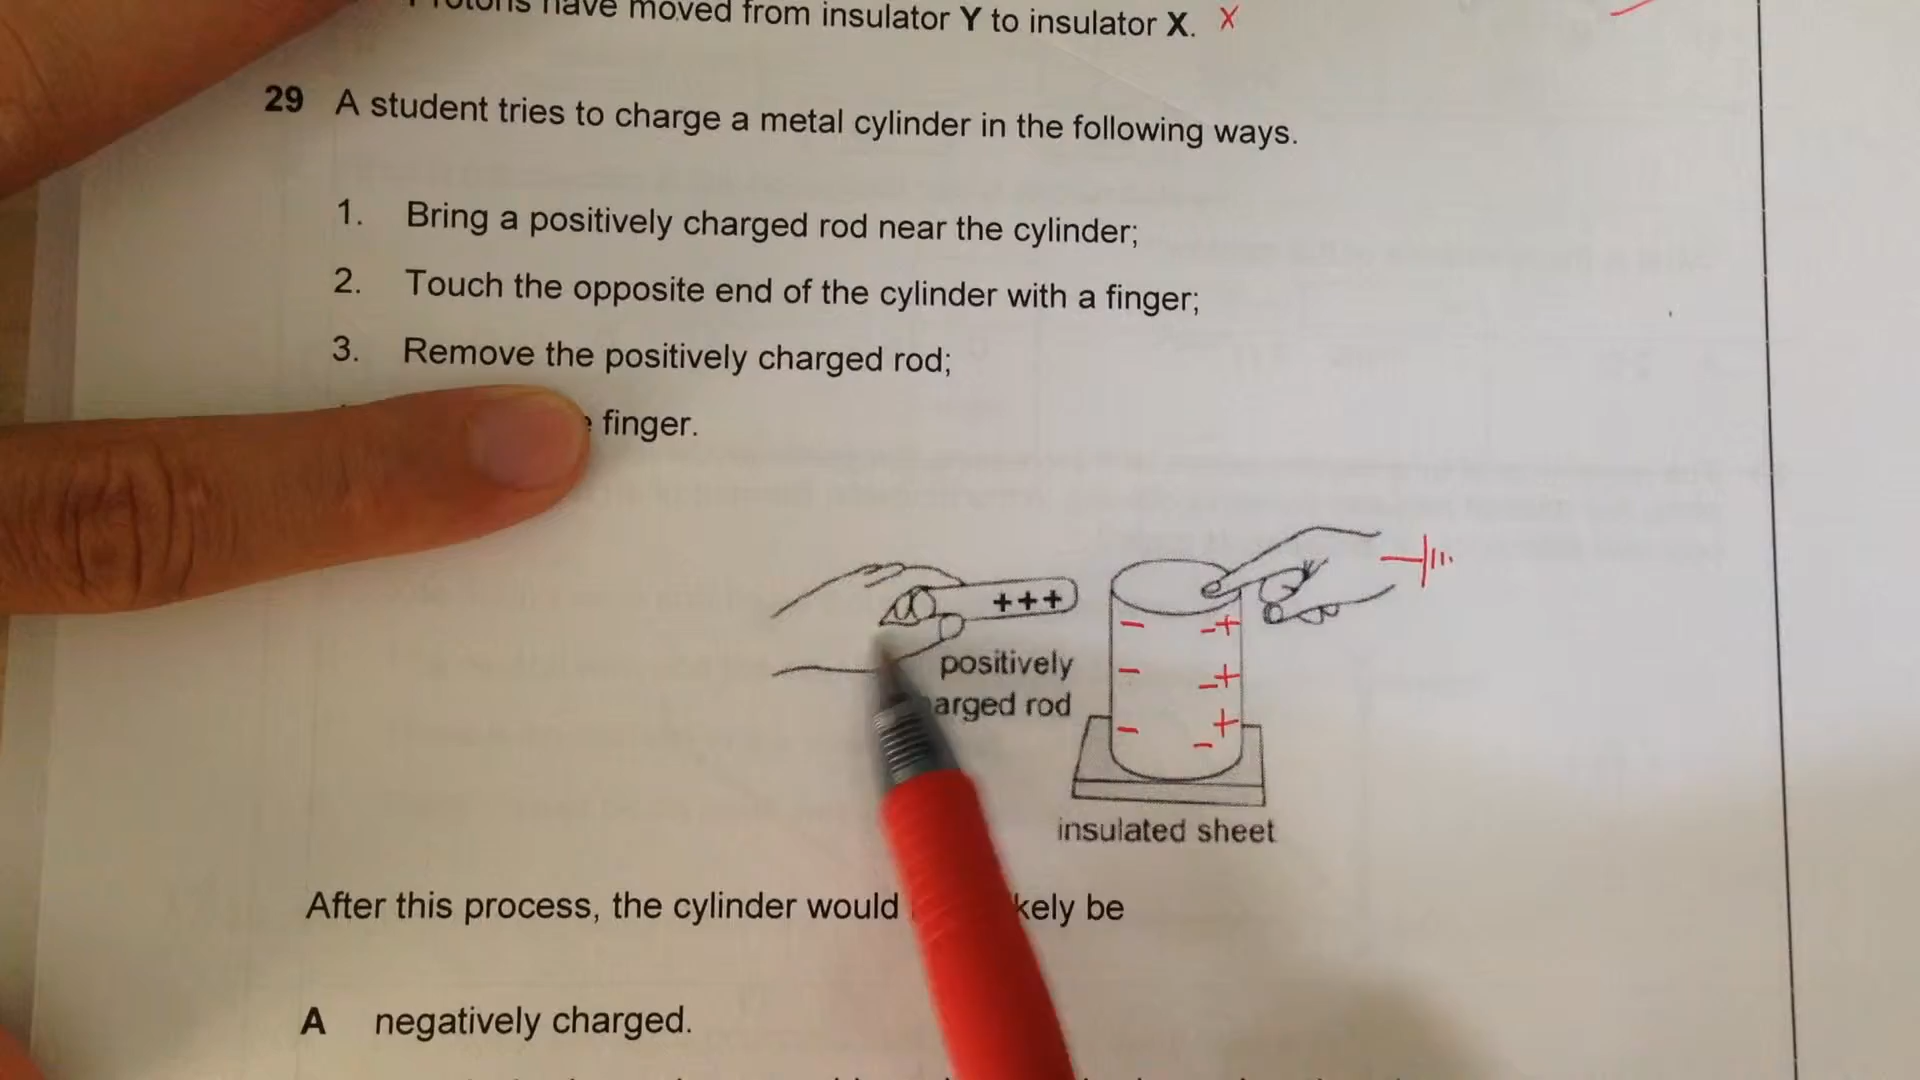 have moved from insulator Y to insulator X. X
29 A student tries to charge a metal cylinder in the following ways.
1. Bring a positively charged rod near the cylinder;
2. Touch the opposite end of the cylinder with a finger;
3. Remove the positively charged rod;
finger.
+++
- -+
positively
- -+
rod
- -+
insulated sheet
After this process, the cylinder would be
A negatively charged.